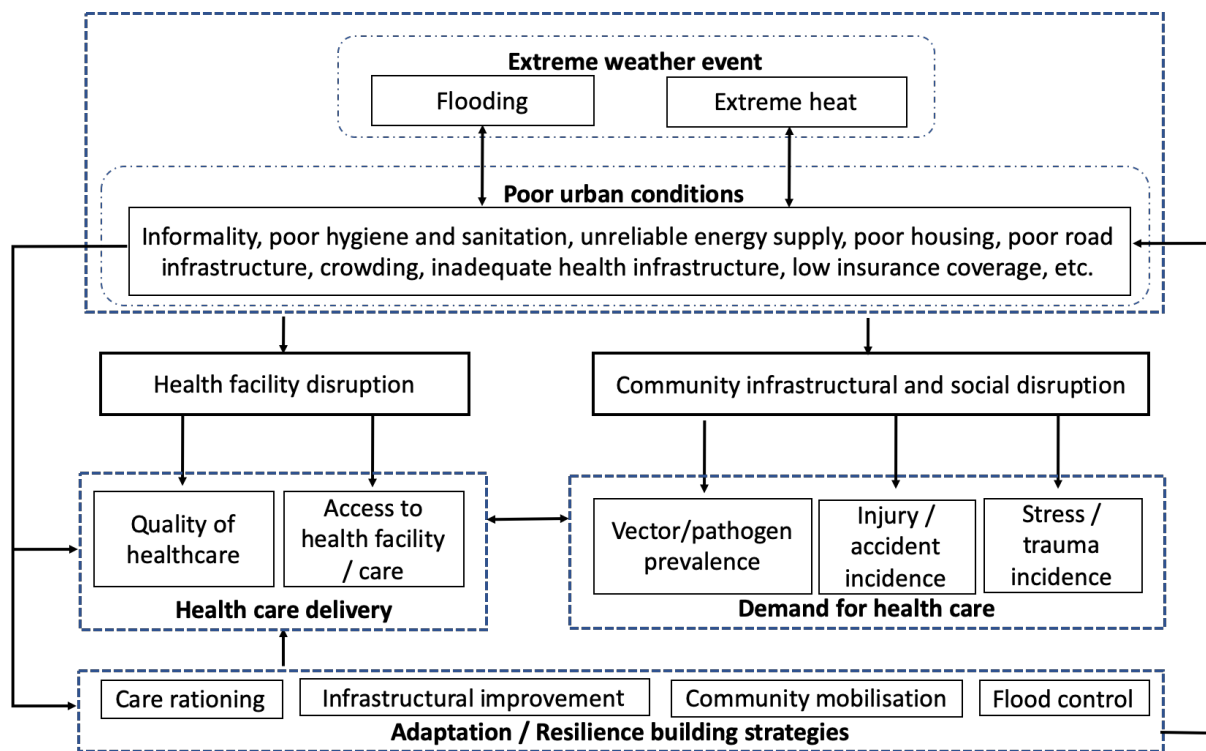 Extreme weather event
Flooding
Extreme heat
Poor urban conditions
Informality, poor hygiene and sanitation, unreliable energy supply, poor housing, poor road
infrastructure, crowding, inadequate health infrastructure, low insurance coverage, etc.
Health facility disruption
Community infrastructural and social disruption
Quality of
healthcare
Access to
health facility
/ care
Health care delivery
Vector/pathogen
prevalence
Injury /
accident
incidence
Stress /
trauma
incidence
Demand for health care
Care rationing
Infrastructural improvement
Community mobilisation
Flood control
Adaptation / Resilience building strategies